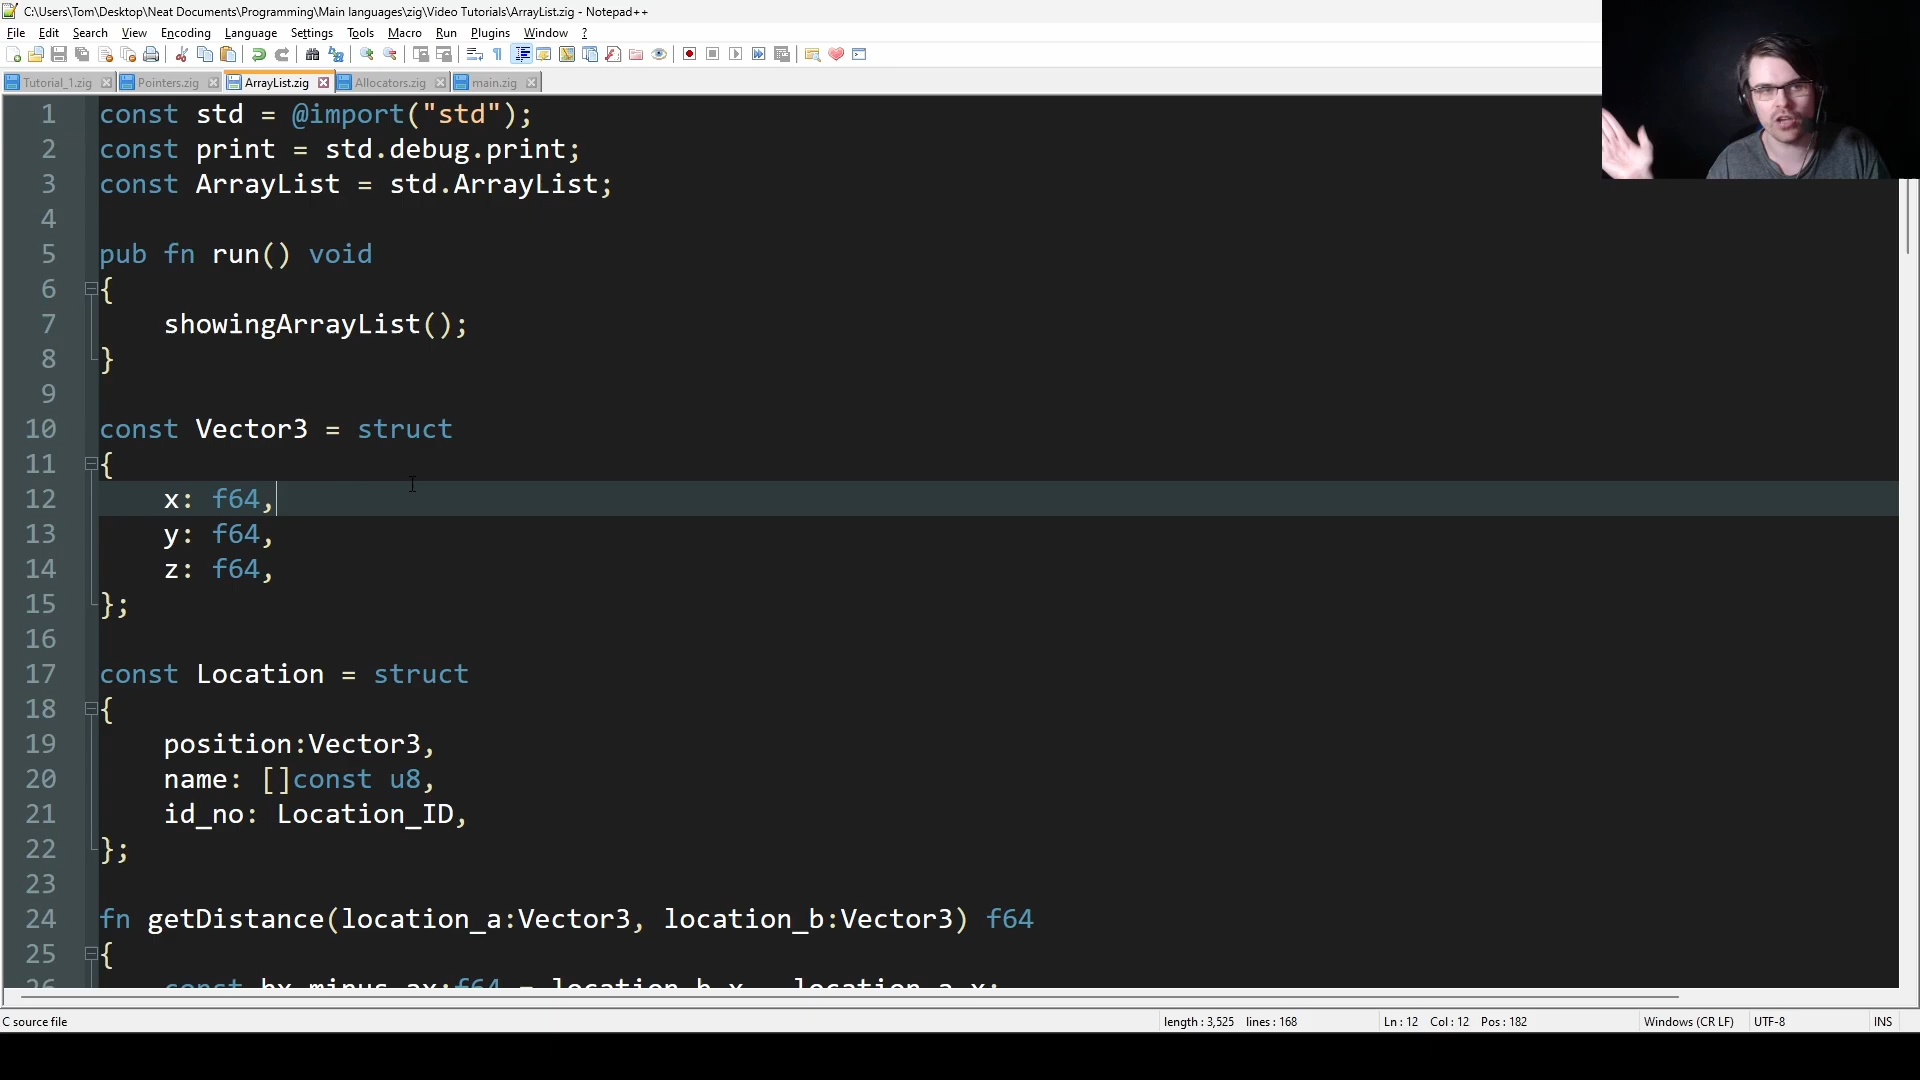 C:\Users\Tom\Desktop\Neat Documents\Programming\Main languages\zig\Video Tutorials\ArrayList.zig - Notepad++
File Edit Search View Encoding Language Settings Tools Macro Run Plugins Window ?
Tutorial_1.zig Pointers.zig ArrayList.zig Allocators.zig main.zig
1 const std = @import("std");
2 const print = std.debug.print;
3 const ArrayList = std.ArrayList;
4
5 pub fn run() void
6 {
7 showingArrayList();
8 }
9
10 const Vector3 = struct
11 {
12 x: f64,
13 y: f64,
14 z: f64,
15 };
16
17 const Location = struct
18 {
19 position:Vector3,
20 name: []const u8,
21 id_no: Location_ID,
22 };
23
24 fn getDistance(location_a:Vector3, location_b:Vector3) f64
25 {
26 const bx_minus_ax:f64 = location_b.x - location_a.x;
C source file length : 3,525 lines : 168 Ln : 12 Col : 12 Pos : 182 Windows (CR LF) UTF-8 INS